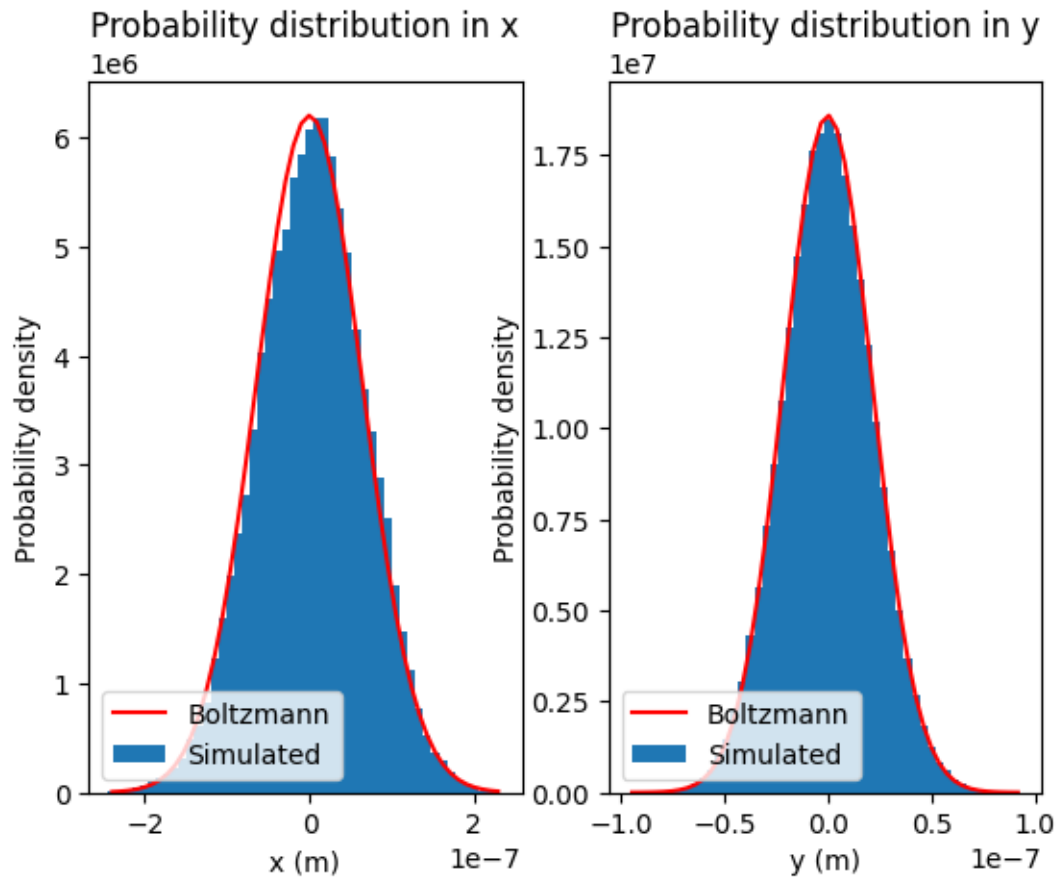 Probability distribution in x
1e6
6
5
4
3
2
1
0
Probability density
Boltzmann
Simulated
−2
0
2
1e−7
x (m)
Probability distribution in y
1e7
1.75
1.50
1.25
1.00
0.75
0.50
0.25
0.00
Probability density
Boltzmann
Simulated
−1.0
−0.5
0.0
0.5
1.0
1e−7
y (m)